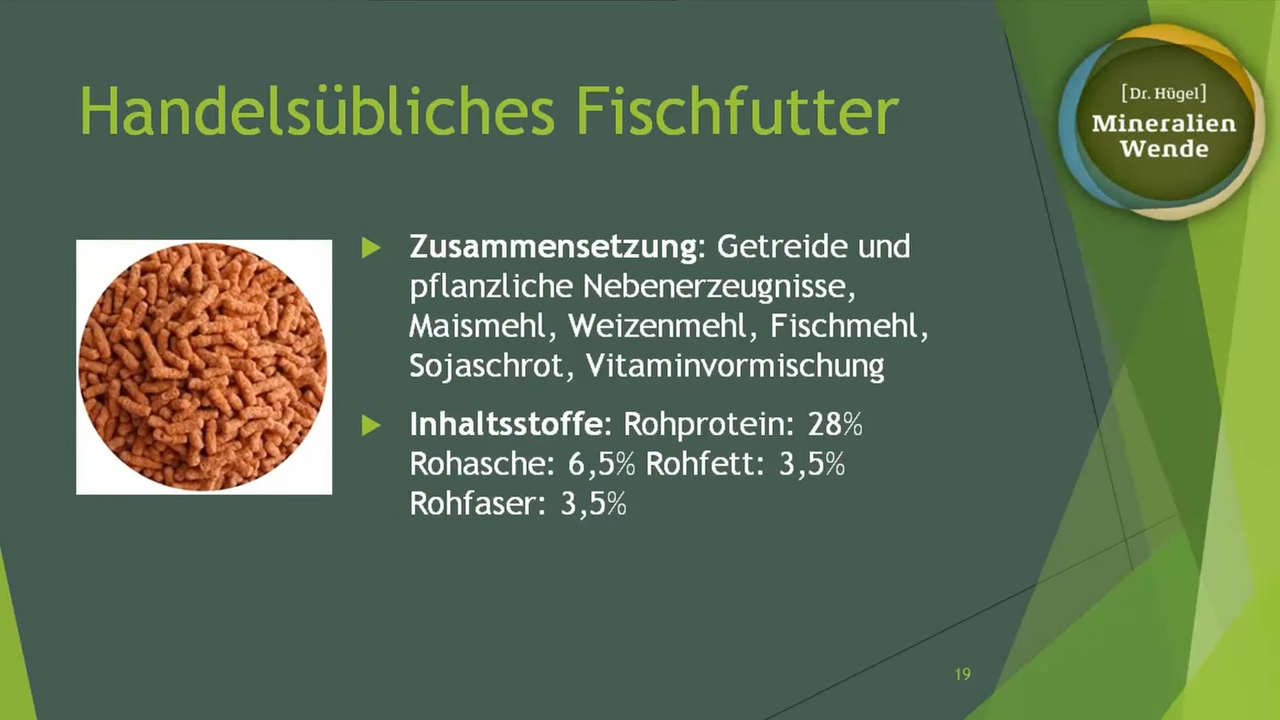 Handelsübliches Fischfutter
[Dr. Hügel]
Mineralien
Wende
Zusammensetzung: Getreide und
pflanzliche Nebenerzeugnisse,
Maismehl, Weizenmehl, Fischmehl,
Sojaschrot, Vitaminvormischung
Inhaltsstoffe: Rohprotein: 28%
Rohasche: 6,5% Rohfett: 3,5%
Rohfaser: 3,5%
19